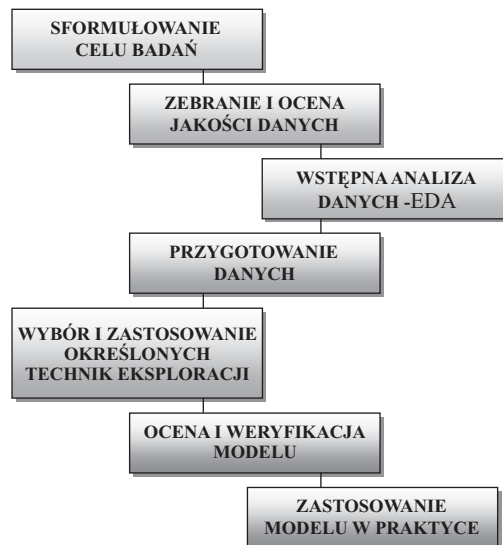 SFORMUŁOWANIE
CELU BADAŃ
ZEBRANIE I OCENA
JAKOŚCI DANYCH
WSTĘPNA ANALIZA
DANYCH -EDA
PRZYGOTOWANIE
DANYCH
WYBÓR I ZASTOSOWANIE
OKREŚLONYCH
TECHNIK EKSPLORACJI
OCENA I WERYFIKACJA
MODELU
ZASTOSOWANIE
MODELU W PRAKTYCE